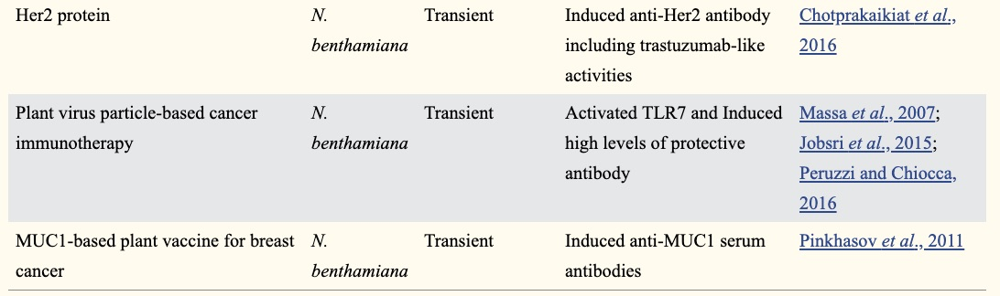 Her2 protein N. Transient Induced anti-Her2 antibody Chotprakaikiat et al.,
benthamiana including trastuzumab-like 2016
activities
Plant virus particle-based cancer N. Transient Activated TLR7 and Induced Massa et al., 2007;
immunotherapy benthamiana high levels of protective Jobsri et al., 2015;
antibody Peruzzi and Chiocca,
2016
MUC1-based plant vaccine for breast N. Transient Induced anti-MUC1 serum Pinkhasov et al., 2011
cancer benthamiana antibodies